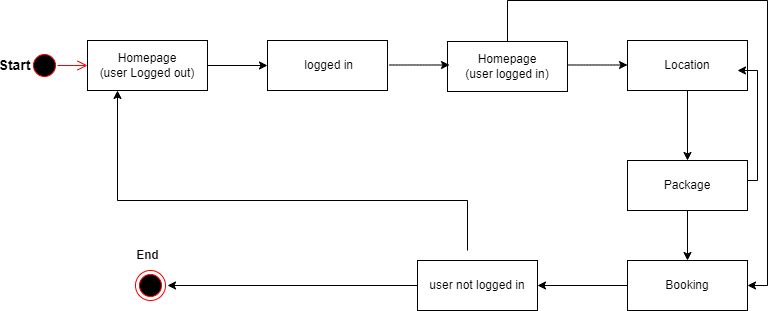 Start
Homepage
(user Logged out)
logged in
Homepage
(user logged in)
Location
Package
End
user not logged in
Booking